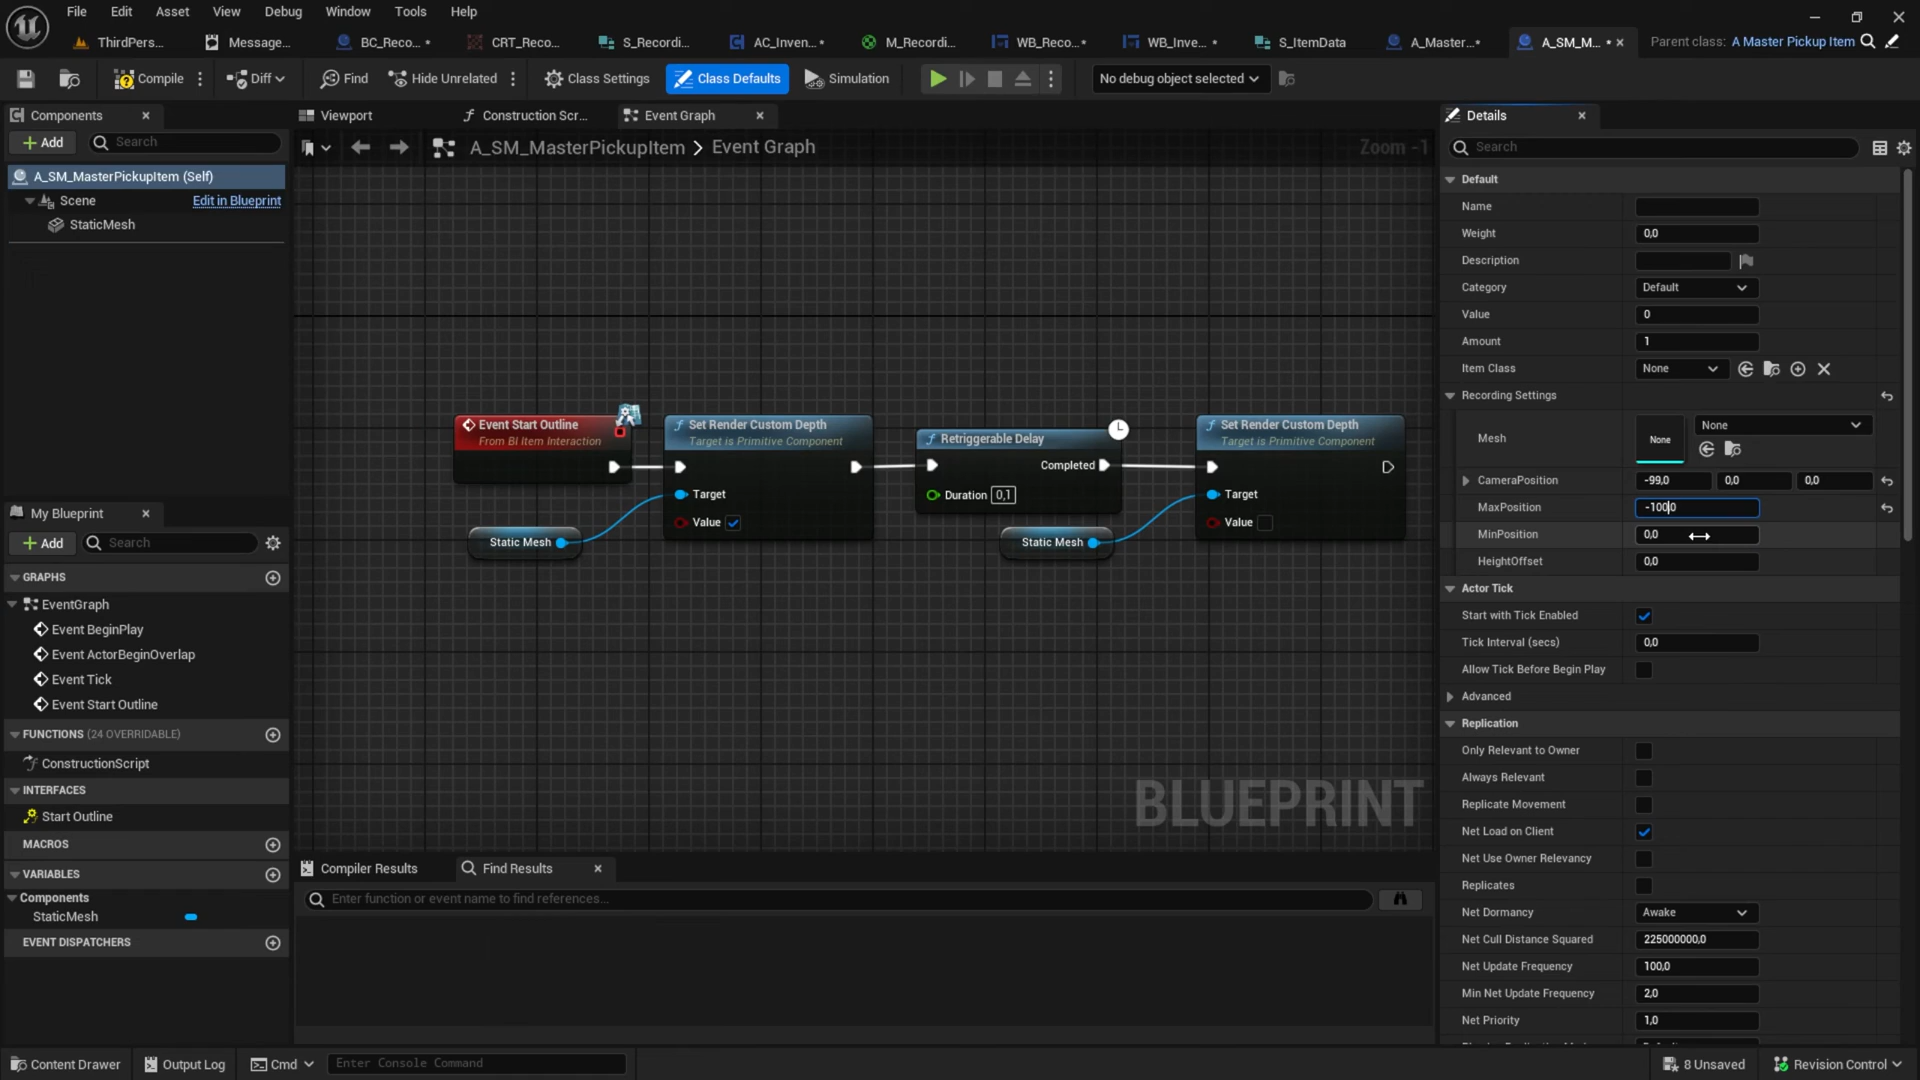 File Edit Asset View Debug Window Tools Help
ThirdPers... Message... BC_Reco... * CRT_Reco... S_Recordi... AC_Inven... * M_Recordi... WB_Reco...* WB_Inve... * S_ItemData A_Master...* A_SM_M... * Parent class: A Master Pickup Item
Compile Diff Find Hide Unrelated Class Settings Class Defaults Simulation No debug object selected
Components
Add Search
A_SM_MasterPickupItem (Self)
Scene Edit in Blueprint
StaticMesh
My Blueprint
Add Search
GRAPHS
EventGraph
Event BeginPlay
Event ActorBeginOverlap
Event Tick
Event Start Outline
FUNCTIONS (24 OVERRIDABLE)
ConstructionScript
INTERFACES
Start Outline
MACROS
VARIABLES
Components
StaticMesh
EVENT DISPATCHERS
Viewport Construction Scr... Event Graph
A_SM_MasterPickupItem > Event Graph Zoom -1
Event Start Outline
From BI Item Interaction
Set Render Custom Depth
Target is Primitive Component
Target
Value
Static Mesh
Retriggerable Delay
Completed
Duration 0,1
Static Mesh
Set Render Custom Depth
Target is Primitive Component
Target
Value
BLUEPRINT
Compiler Results Find Results
Enter function or event name to find references...
Details
Search
Default
Name
Weight 0,0
Description
Category Default
Value 0
Amount 1
Item Class None
Recording Settings
Mesh None None
CameraPosition -99,0 0,0 0,0
MaxPosition -100,0
MinPosition 0,0
HeightOffset 0,0
Actor Tick
Start with Tick Enabled
Tick Interval (secs) 0,0
Allow Tick Before Begin Play
Advanced
Replication
Only Relevant to Owner
Always Relevant
Replicate Movement
Net Load on Client
Net Use Owner Relevancy
Replicates
Net Dormancy Awake
Net Cull Distance Squared 225000000,0
Net Update Frequency 100,0
Min Net Update Frequency 2,0
Net Priority 1,0
Content Drawer Output Log Cmd Enter Console Command 8 Unsaved Revision Control